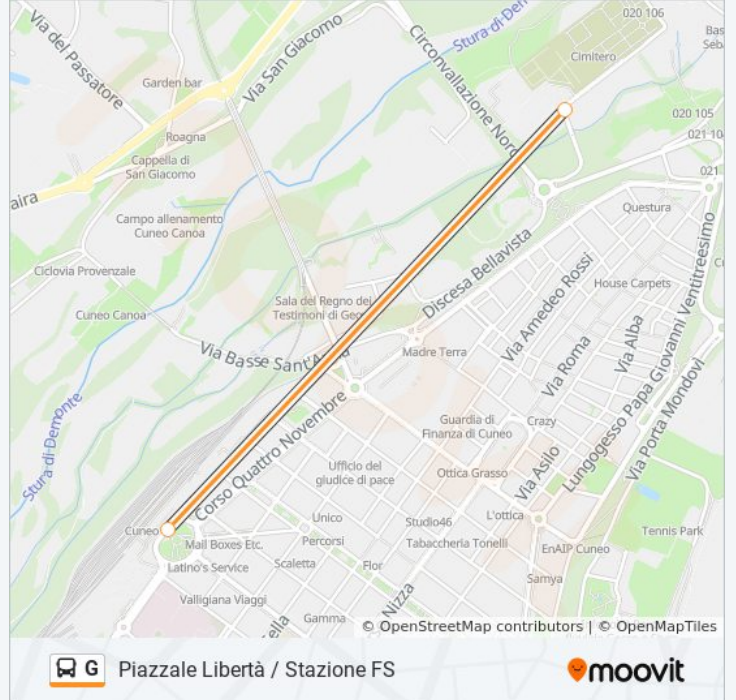 020 106
Stura di Dem
Bas
Seb
Via del Passatore
Via San Giacomo
Circonvallazione Nord
Cimitero
Garden bar
020 105
021 10
Roagna
Cappella di
San Giacomo
021
aira
Questura
Campo allenamento
Cuneo Canoa
Discesa Bellavista
Ciclovia Provenzale
House Carpets
Via Amedeo Rossi
Sala del Regno dei
Testimoni di Geo
Cuneo Canoa
Via Alba
Lungogesso Papa Giovanni Ventitreesimo
Via Basse Sant'A
Madre Terra
Via Roma
Via Porta Mondovì
Stura di Demonte
Corso Quattro Novembre
Guardia di
Finanza di Cuneo
Crazy
Ufficio del
giudice di pace
Ottica Grasso
Via Asilo
Cuneo
Unico
Percorsi
Studio46
L'ottica
Tennis Park
Mail Boxes Etc.
Tabaccheria Tonelli
EnAIP Cuneo
Latino's Service
Scaletta
Flor
Samya
Valligiana Viaggi
Gamma
Nizza
ella
© OpenStreetMap contributors | © OpenMapTiles
G Piazzale Libertà / Stazione FS
moovit